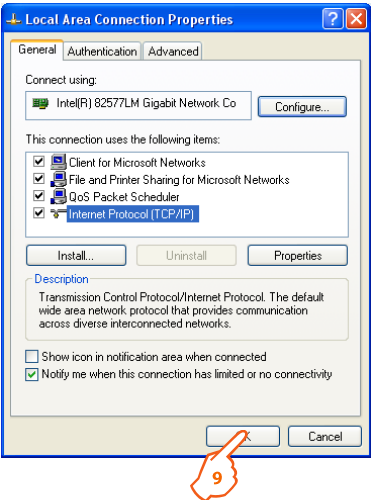 Local Area Connection Properties
General Authentication Advanced
Connect using:
Intel(R) 82577LM Gigabit Network Co
Configure...
This connection uses the following items:
Client for Microsoft Networks
File and Printer Sharing for Microsoft Networks
QoS Packet Scheduler
Internet Protocol (TCP/IP)
Install... Uninstall Properties
Description
Transmission Control Protocol/Internet Protocol. The default
wide area network protocol that provides communication
across diverse interconnected networks.
Show icon in notification area when connected
Notify me when this connection has limited or no connectivity
Cancel
9